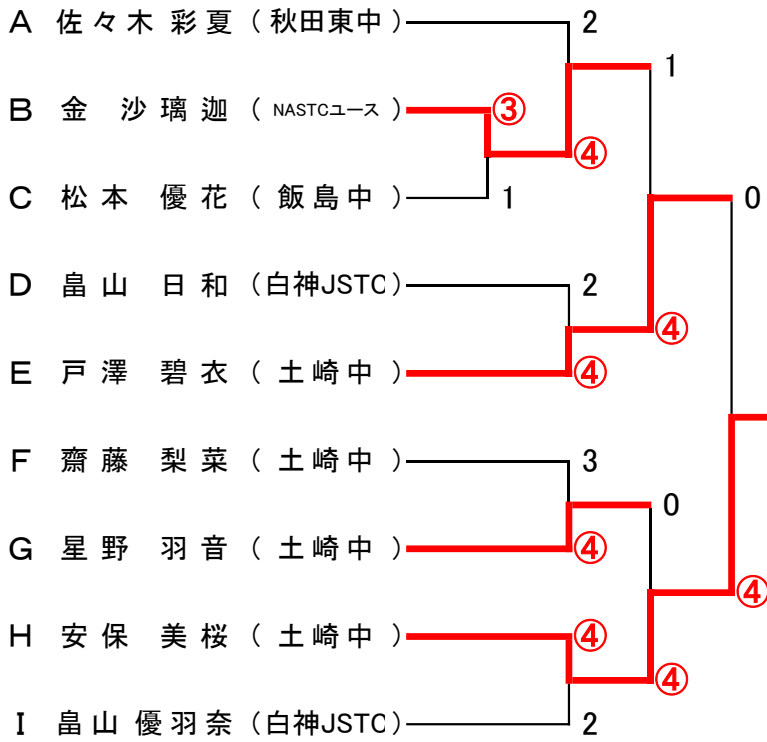 A 佐々木 彩夏 ( 秋田東中 ) 2
1
B 金 沙璃迦 ( NASTCユース ) ③
④
C 松本 優花 ( 飯島中 ) 1
0
D 畠山 日和 (白神JSTC) 2
④
E 戸澤 碧衣 ( 土崎中 ) ④
F 齋藤 梨菜 ( 土崎中 ) 3
0
G 星野 羽音 ( 土崎中 ) ④
④
H 安保 美桜 ( 土崎中 ) ④
④
I 畠山 優羽奈 (白神JSTC) 2